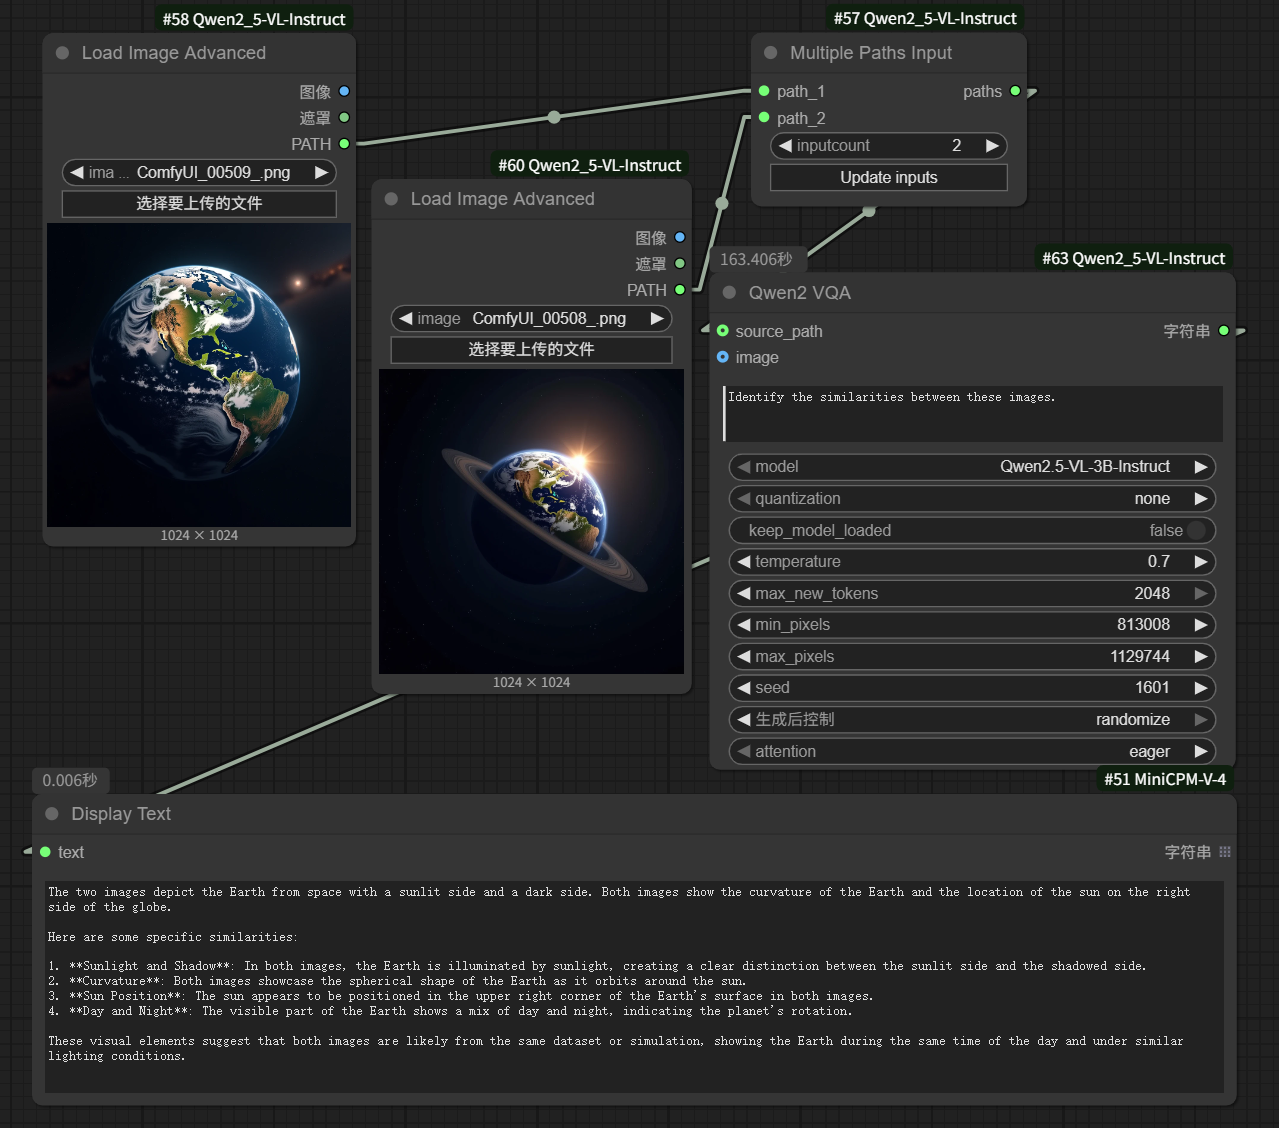 #58 Qwen2_5-VL-Instruct
Load Image Advanced
图像
遮罩
PATH
ima ... ComfyUI_00509_.png
选择要上传的文件
1024 × 1024
#60 Qwen2_5-VL-Instruct
Load Image Advanced
图像
遮罩
PATH
image ComfyUI_00508_.png
选择要上传的文件
1024 × 1024
#57 Qwen2_5-VL-Instruct
Multiple Paths Input
path_1 paths
path_2
inputcount 2
Update inputs
163.406秒
#63 Qwen2_5-VL-Instruct
Qwen2 VQA
source_path 字符串
image
Identify the similarities between these images.
model Qwen2.5-VL-3B-Instruct
quantization none
keep_model_loaded false
temperature 0.7
max_new_tokens 2048
min_pixels 813008
max_pixels 1129744
seed 1601
生成后控制 randomize
attention eager
0.006秒
#51 MiniCPM-V-4
Display Text
text 字符串
The two images depict the Earth from space with a sunlit side and a dark side. Both images show the curvature of the Earth and the location of the sun on the right
side of the globe.
Here are some specific similarities:
1. **Sunlight and Shadow**: In both images, the Earth is illuminated by sunlight, creating a clear distinction between the sunlit side and the shadowed side.
2. **Curvature**: Both images showcase the spherical shape of the Earth as it orbits around the sun.
3. **Sun Position**: The sun appears to be positioned in the upper right corner of the Earth's surface in both images.
4. **Day and Night**: The visible part of the Earth shows a mix of day and night, indicating the planet's rotation.
These visual elements suggest that both images are likely from the same dataset or simulation, showing the Earth during the same time of the day and under similar
lighting conditions.